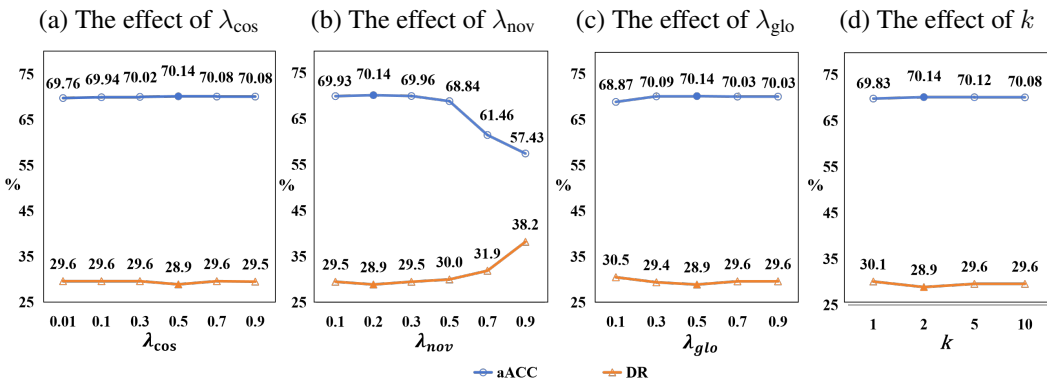 (a) The effect of λcos
75
69.76 69.94 70.02 70.14 70.08 70.08
65
55
%
45
35
29.6 29.6 29.6 28.9 29.6 29.5
25
0.01 0.1 0.3 0.5 0.7 0.9
λcos
(b) The effect of λnov
75
69.93 70.14 69.96 68.84 61.46 57.43
65
55
%
45
35
29.5 28.9 29.5 30.0 31.9 38.2
25
0.1 0.2 0.3 0.5 0.7 0.9
λnov
(c) The effect of λglo
75
68.87 70.09 70.14 70.03 70.03
65
55
%
45
35
30.5 29.4 28.9 29.6 29.6
25
0.1 0.3 0.5 0.7 0.9
λglo
(d) The effect of k
75
69.83 70.14 70.12 70.08
65
55
%
45
35
30.1 28.9 29.6 29.6
25
1 2 5 10
k
aACC DR